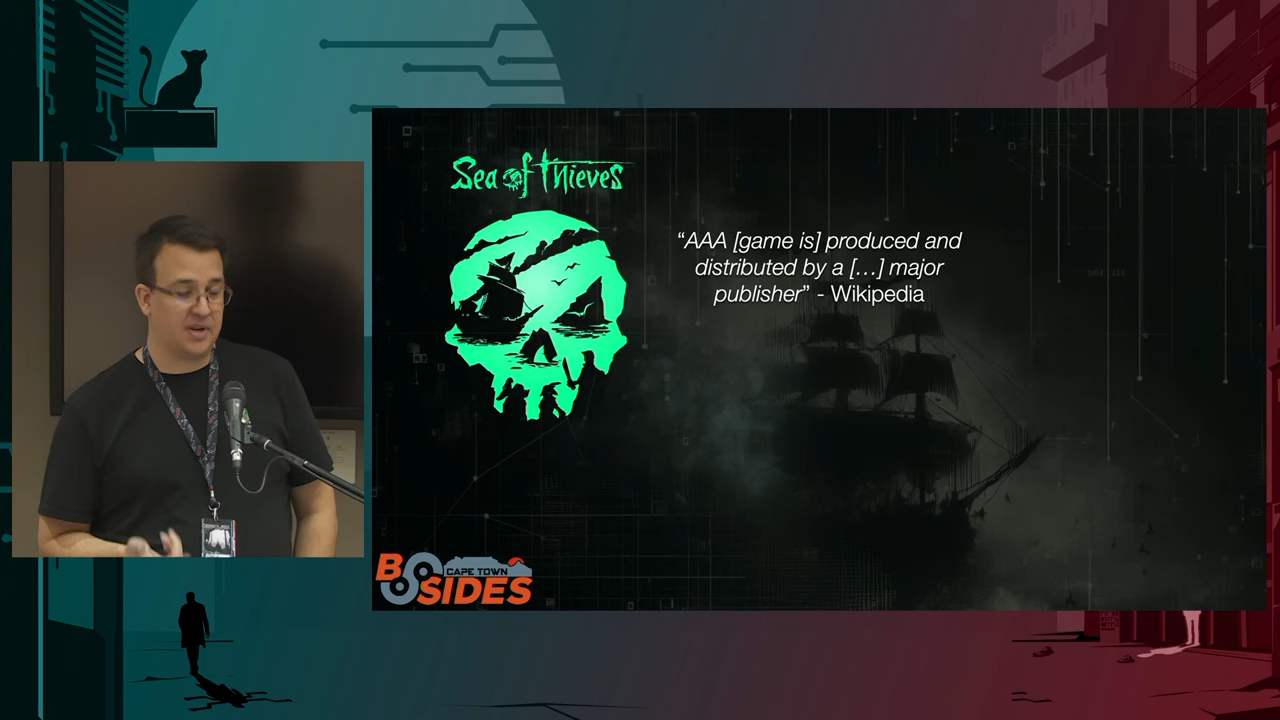 Sea of Thieves
“AAA [game is] produced and
distributed by a […] major
publisher” - Wikipedia
BSIDES
CAPE TOWN